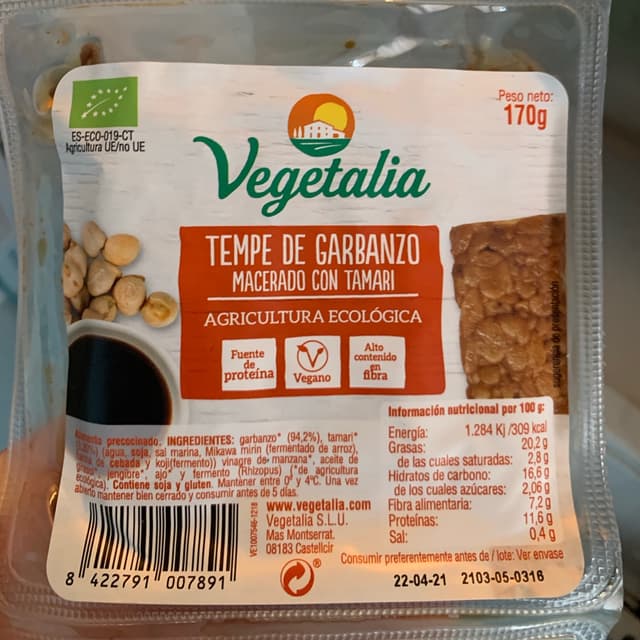 ES-ECO-019-CT
Agricultura UE/no UE
Peso neto:
170g
Vegetalia
TEMPE DE GARBANZO
MACERADO CON TAMARI
AGRICULTURA ECOLÓGICA
Fuente
de
proteína
Vegano
Alto
contenido
en
fibra
sugerencia de presentación
precocinado. INGREDIENTES: garbanzo* (94,2%), tamari*
(agua, soja, sal marina, Mikawa mirin (fermentado de arroz),
de cebada y koji(fermento)) vinagre de manzana*, aceite de
jengibre*, ajo* y fermento (Rhizopus) (*de agricultura
ecológica). Contiene soja y gluten. Mantener entre 0º y 4ºC. Una vez
abierto mantener bien cerrado y consumir antes de 5 días.
8 422791 007891
VE1007546-1218
www.vegetalia.com
Vegetalia S.L.U.
Mas Montserrat.
08183 Castellcir
Información nutricional por 100 g:
Energía: 1.284 Kj /309 kcal
Grasas: 20,2 g
de las cuales saturadas: 2,8 g
Hidratos de carbono: 16,6 g
de los cuales azúcares: 2,06 g
Fibra alimentaria: 7,2 g
Proteínas: 11,6 g
Sal: 0,4 g
Consumir preferentemente antes de / lote: Ver envase
22-04-21 2103-05-0316